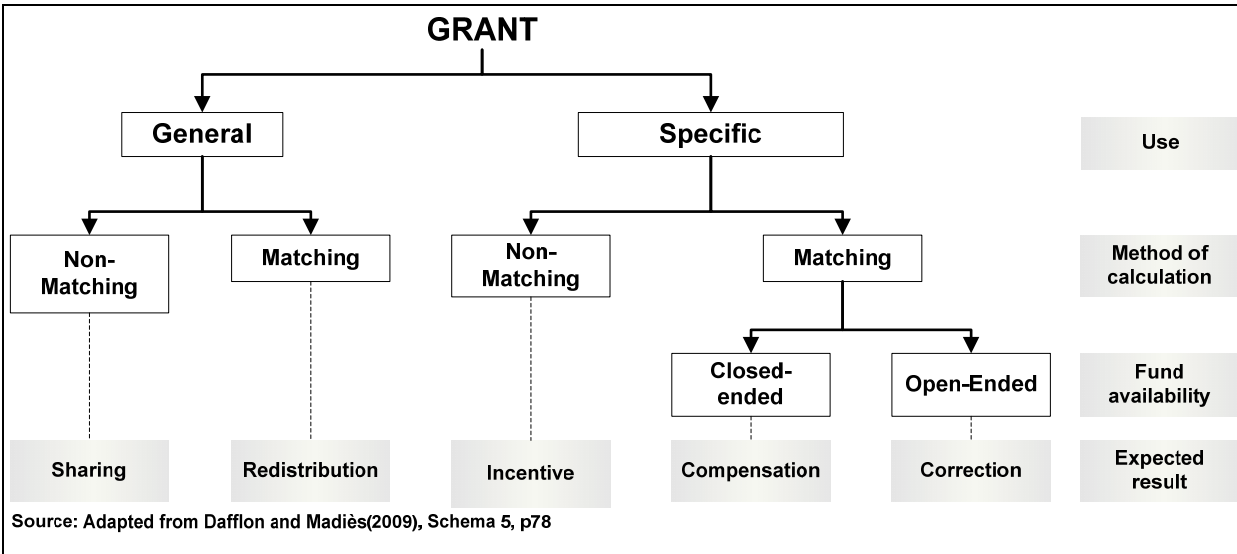 GRANT
General
Specific
Use
Non-
Matching
Matching
Non-
Matching
Matching
Method of
calculation
Closed-
ended
Open-Ended
Fund
availability
Sharing
Redistribution
Incentive
Compensation
Correction
Expected
result
Source: Adapted from Dafflon and Madiès(2009), Schema 5, p78